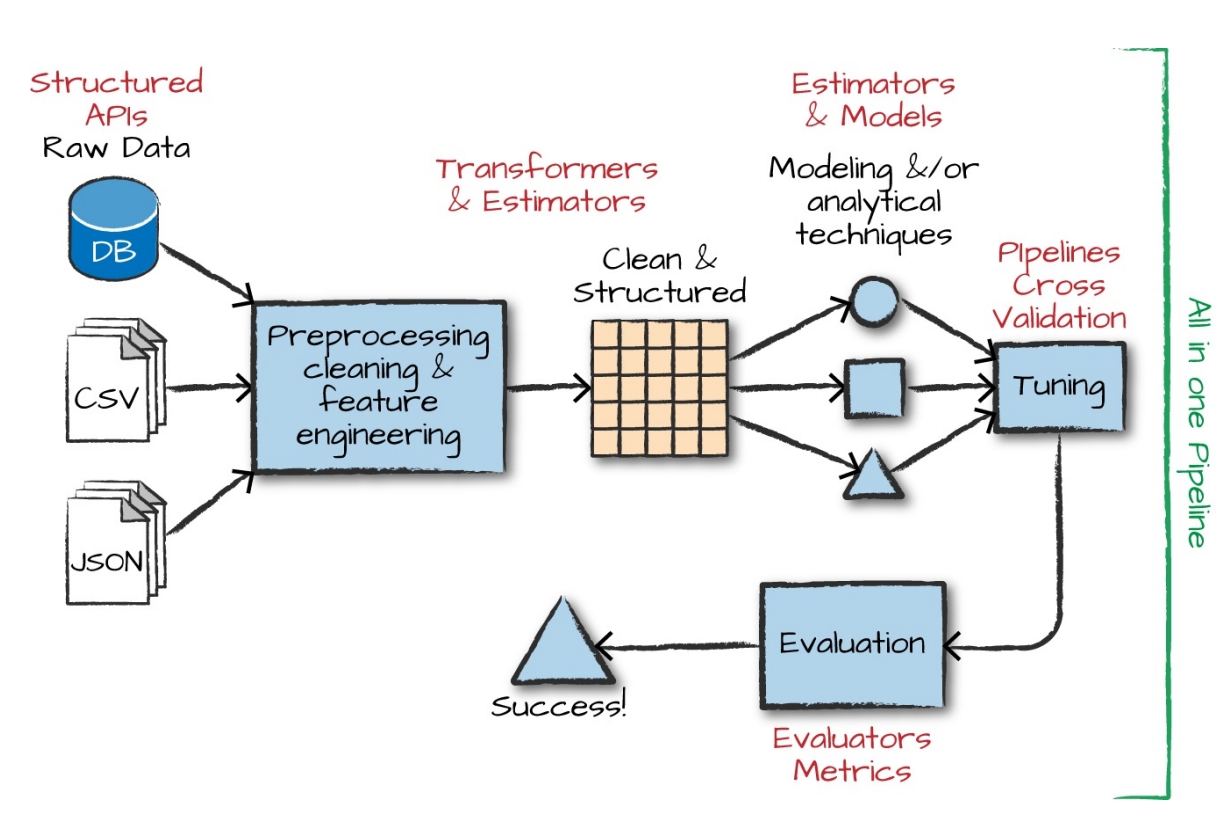 Structured
APIs
Raw Data
DB
CSV
JSON
Preprocessing
cleaning &
feature
engineering
Transformers
& Estimators
Clean &
Structured
Estimators
& Models
Modeling &/or
analytical
techniques
PIpelines
Cross
Validation
Tuning
Evaluation
Evaluators
Metrics
Success!
All in one Pipeline